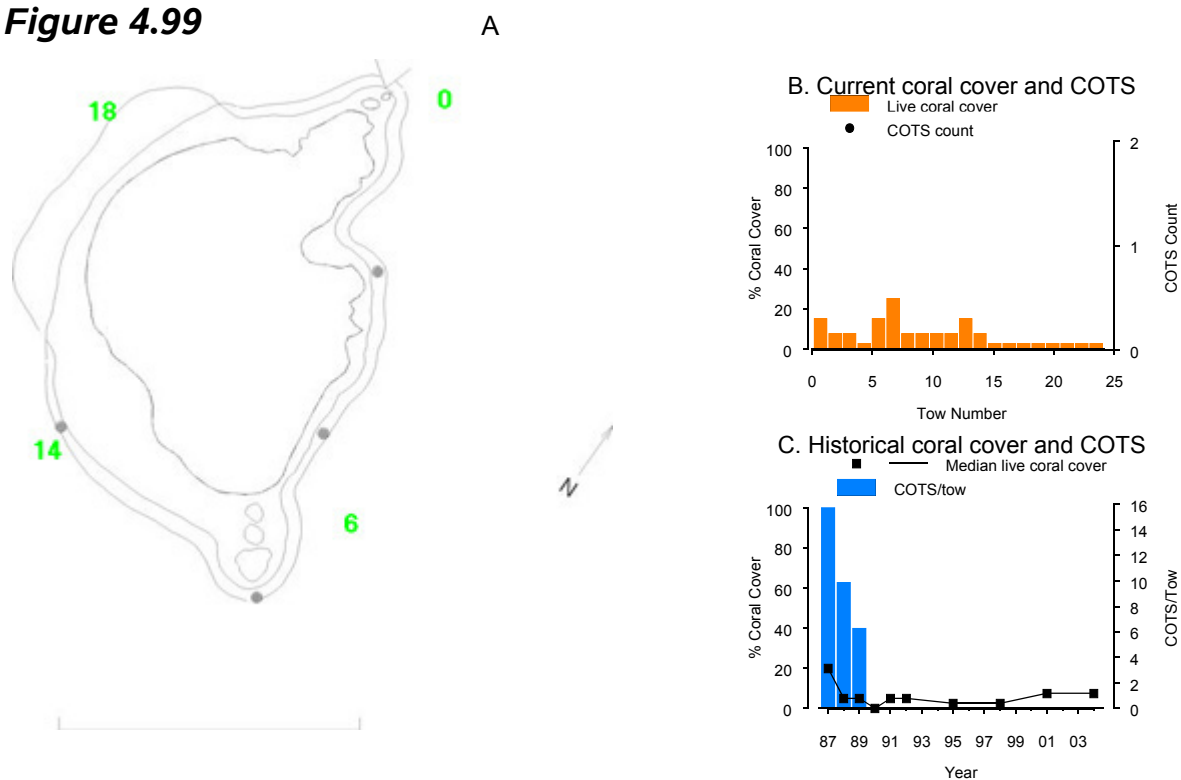 Figure 4.99
A
18
0
14
6
N
B. Current coral cover and COTS
Live coral cover
COTS count
100
80
60
40
20
0
% Coral Cover
2
1
0
COTS Count
0 5 10 15 20 25
Tow Number
C. Historical coral cover and COTS
Median live coral cover
COTS/tow
100
80
60
40
20
0
% Coral Cover
16
14
12
10
8
6
4
2
0
COTS/Tow
87 89 91 93 95 97 99 01 03
Year